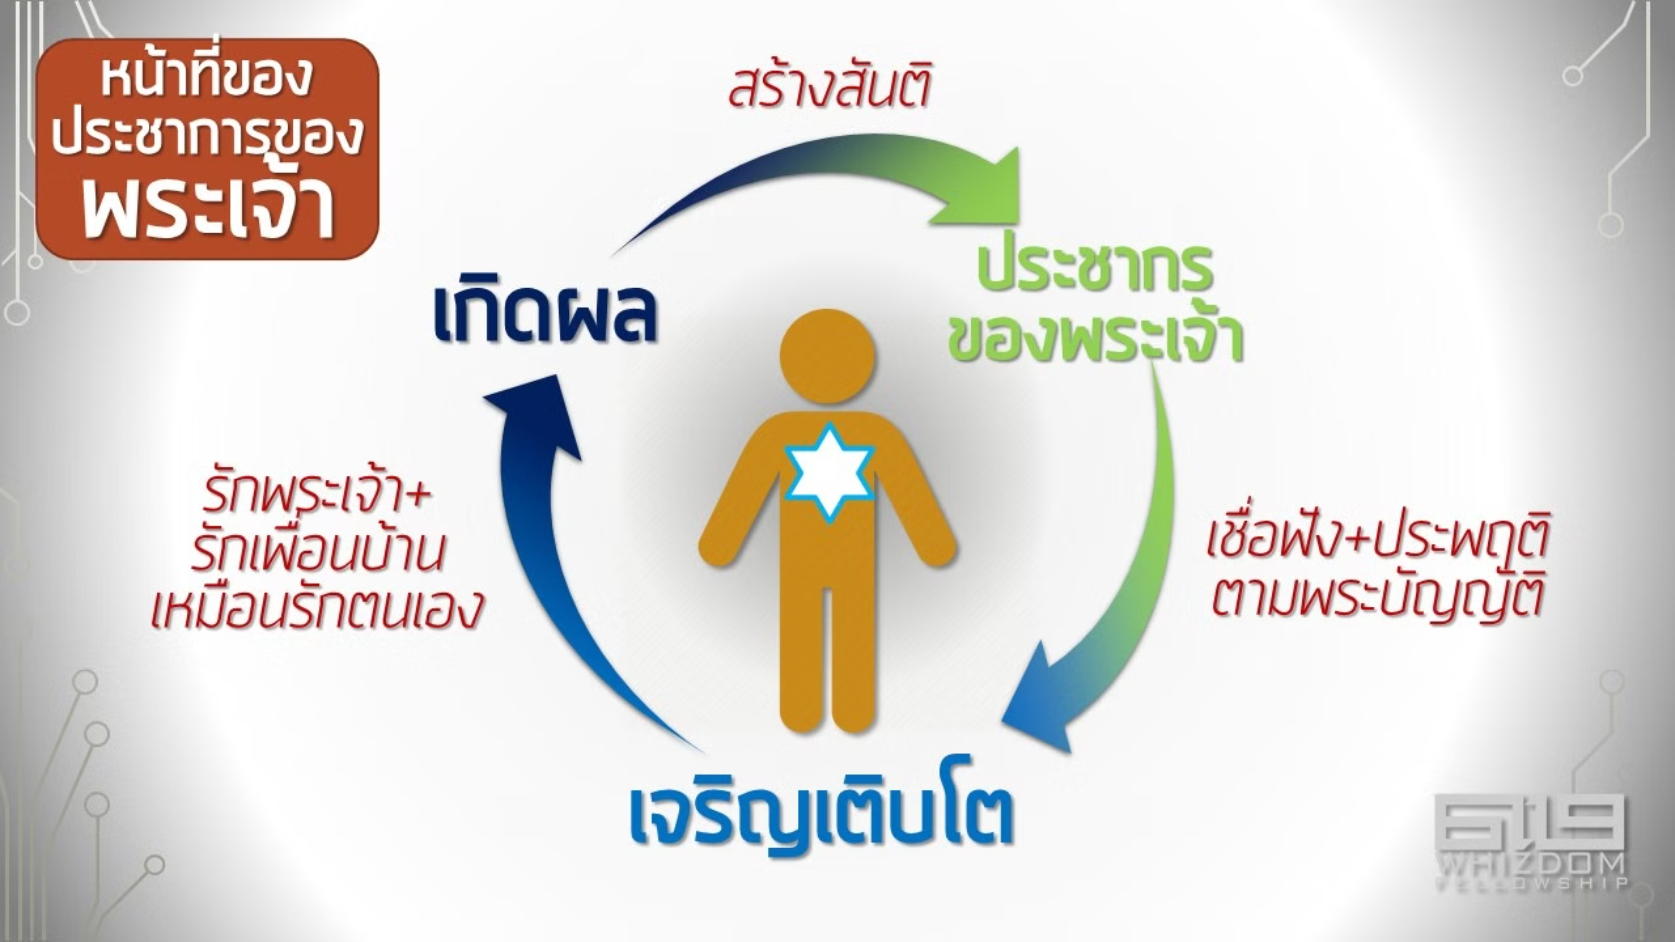 หน้าที่ของ
ประชาการของ
พระเจ้า
สร้างสันติ
ประชากร
ของพระเจ้า
เกิดผล
รักพระเจ้า+
รักเพื่อนบ้าน
เหมือนรักตนเอง
เชื่อฟัง+ประพฤติ
ตามพระบัญญัติ
เจริญเติบโต
611:9
WHIZDOM
FELLOWSHIP